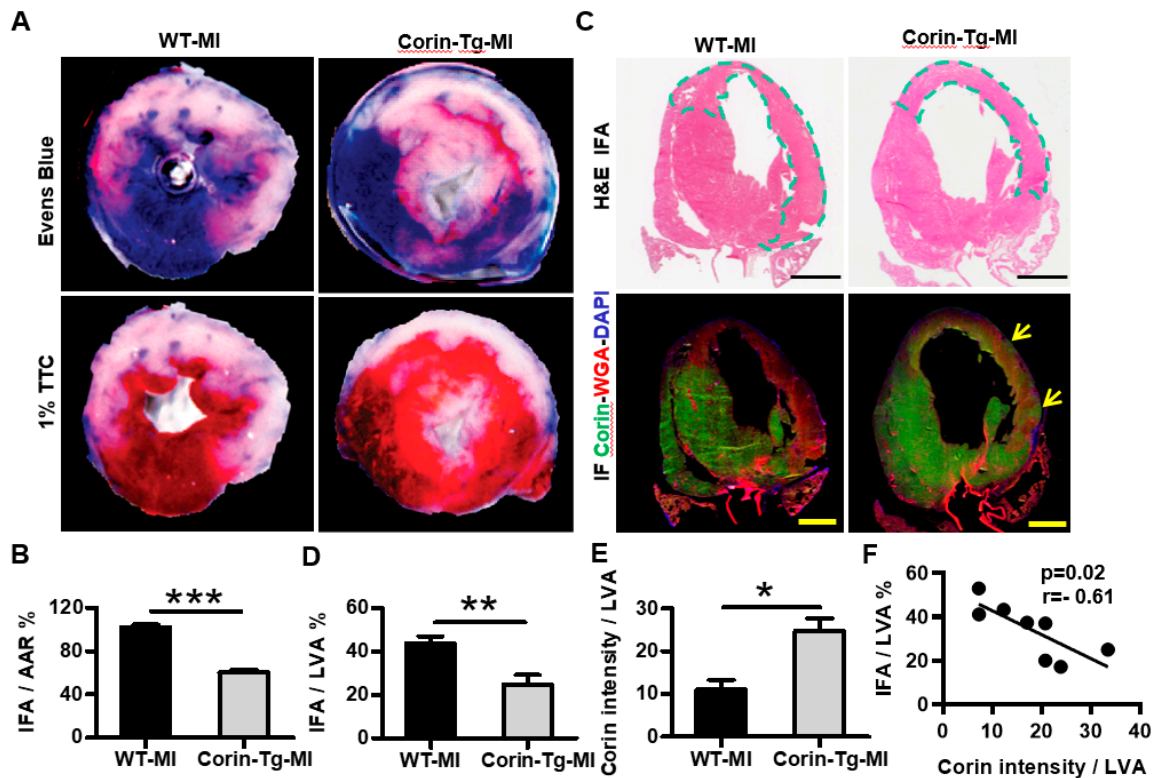 A
WT-MI
Corin-Tg-MI
Evens Blue
1% TTC
C
WT-MI
Corin-Tg-MI
H&E IFA
IF Corin-WGA-DAPI
B
IFA / AAR %
120
80
40
0
***
WT-MI
Corin-Tg-MI
D
IFA / LVA %
60
40
20
0
**
WT-MI
Corin-Tg-MI
E
Corin intensity / LVA
30
20
10
0
*
WT-MI
Corin-Tg-MI
F
IFA / LVA %
60
40
20
0
p=0.02
r=- 0.61
0 10 20 30 40
Corin intensity / LVA